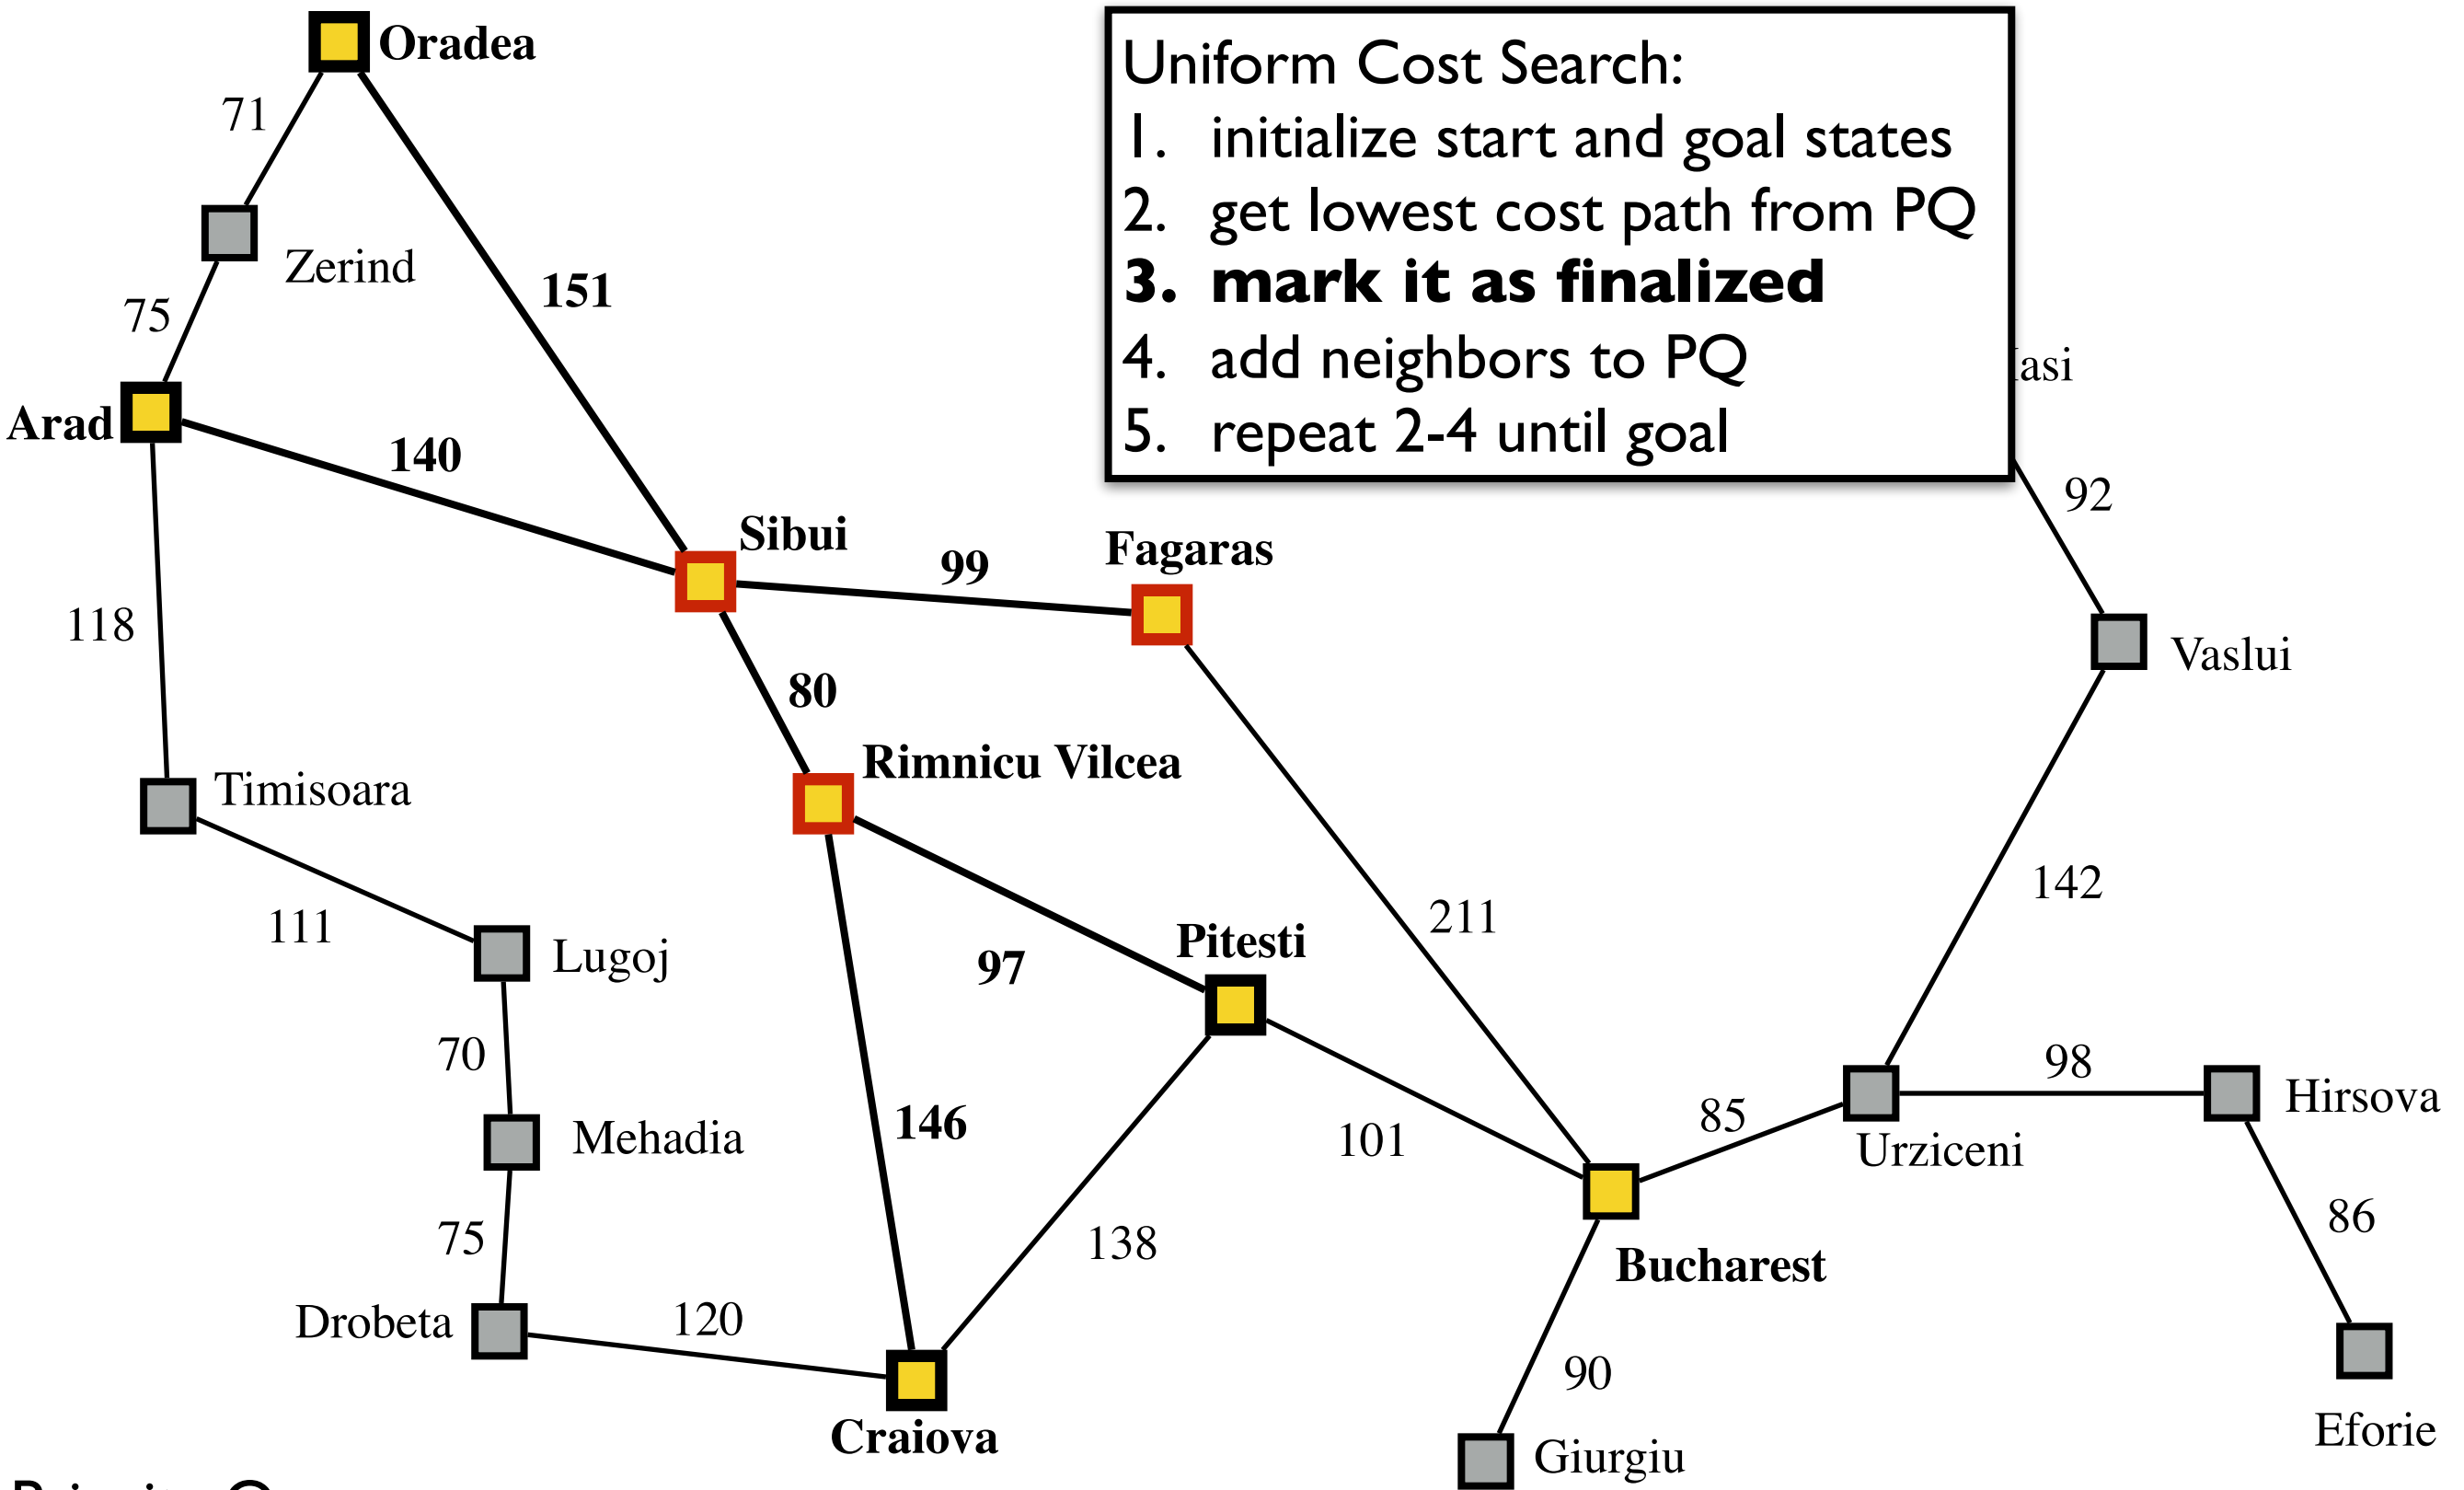 Oradea
Uniform Cost Search:
1. initialize start and goal states
2. get lowest cost path from PQ
3. mark it as finalized
4. add neighbors to PQ
5. repeat 2-4 until goal
71
Zerind
151
75
Iasi
Arad
140
92
Sibui
99
Fagaras
118
Vaslui
80
Rimnicu Vilcea
Timisoara
211
142
111
Lugoj
97
Pitesti
70
98
Hirsova
Mehadia
146
101
85
Urziceni
75
138
86
Bucharest
Drobeta
120
90
Craiova
Giurgiu
Eforie